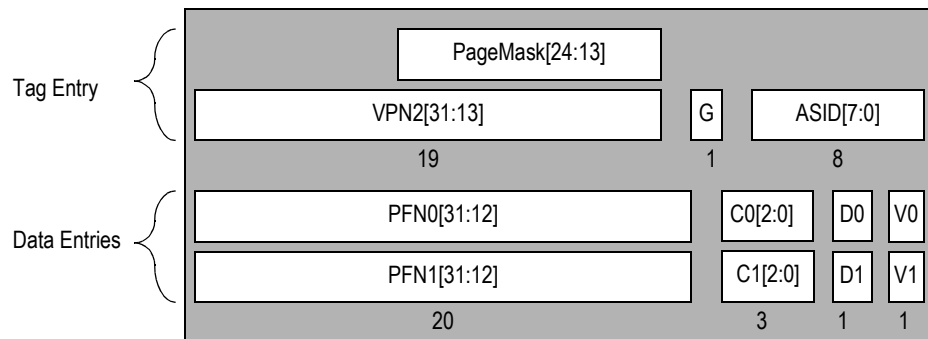 PageMask[24:13]
Tag Entry
VPN2[31:13] G ASID[7:0]
19 1 8
PFN0[31:12] C0[2:0] D0 V0
Data Entries
PFN1[31:12] C1[2:0] D1 V1
20 3 1 1